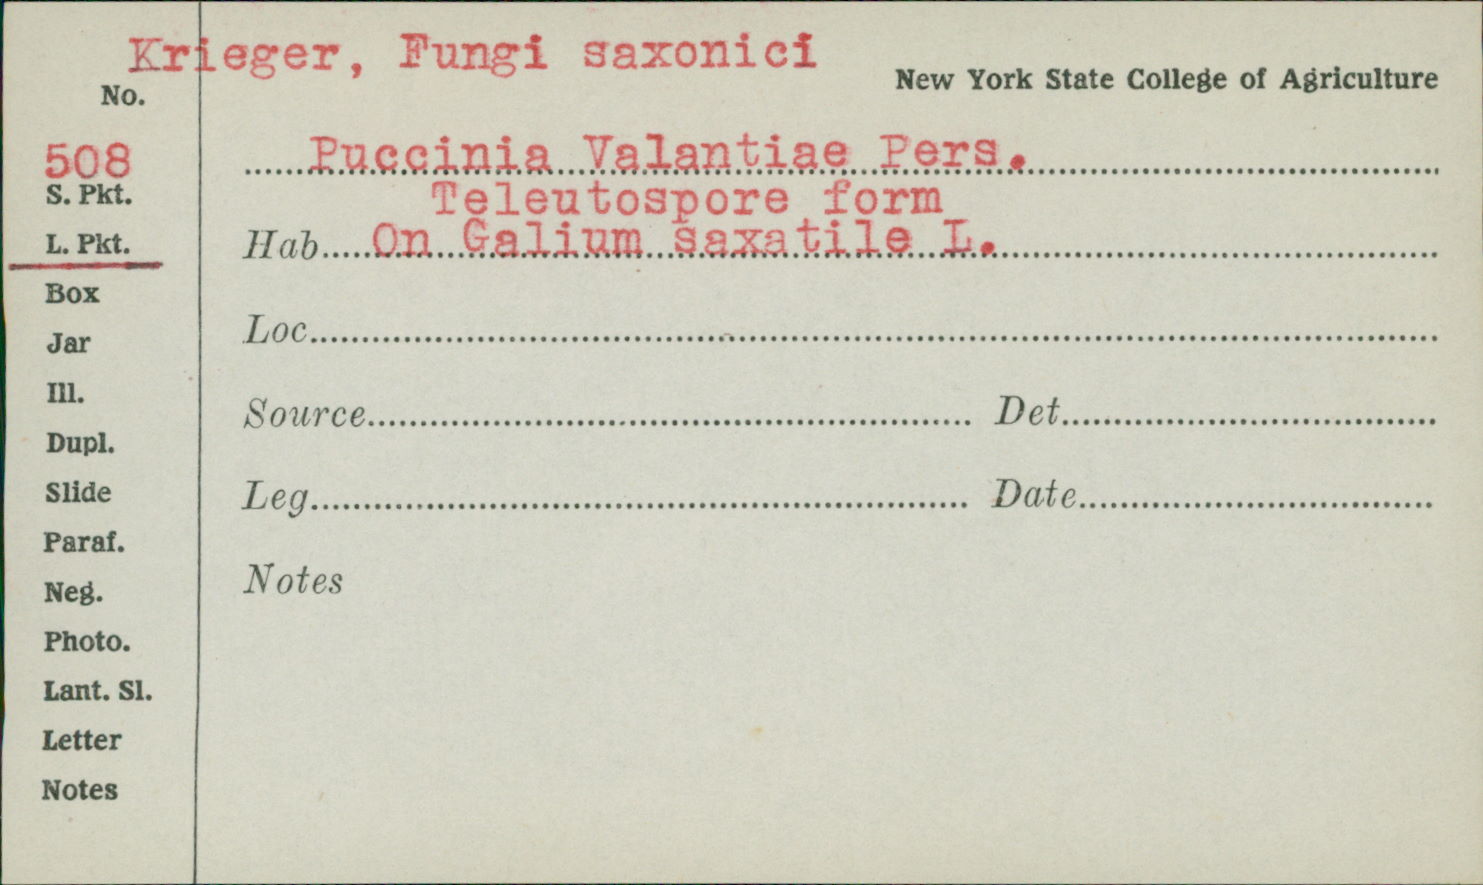 Krieger, Fungi saxonici
New York State College of Agriculture
No.
508
Puccinia Valantiae Pers.
Teleutospore form
S. Pkt.
L. Pkt.
Hab. On Galium saxatile L.
Box
Loc.
Jar
Ill.
Source Det.
Dupl.
Slide
Leg. Date
Paraf.
Neg.
Notes
Photo.
Lant. Sl.
Letter
Notes